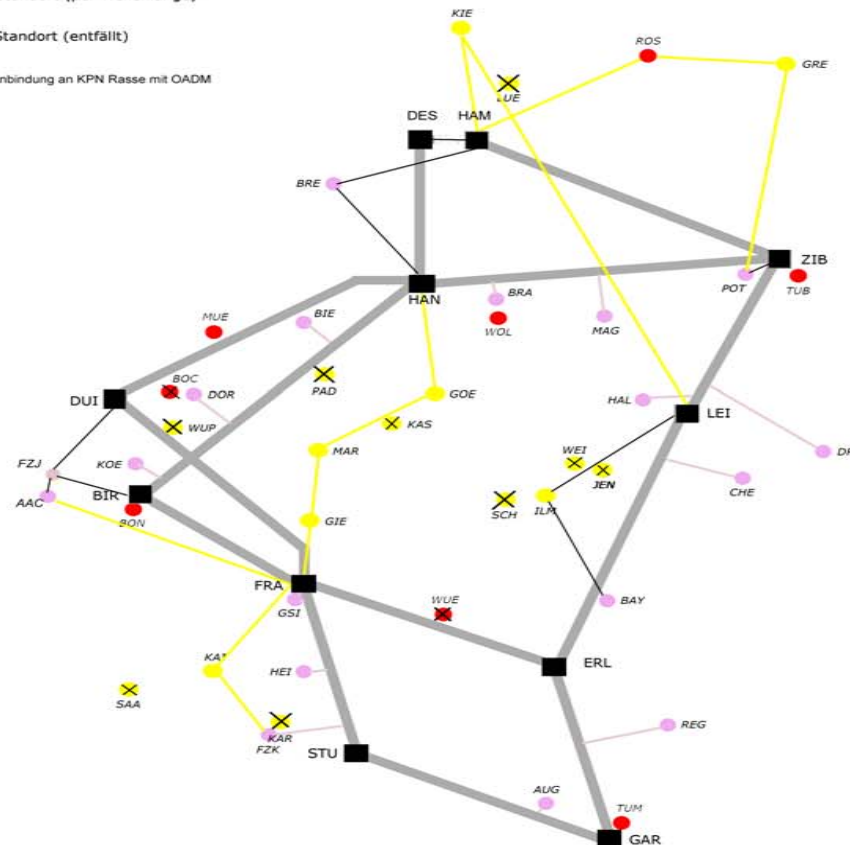 Standort (entfällt)
nbindung an KPN Rasse mit OADM
KIE
ROS
GRE
LUE
DES HAM
BRE
ZIB
POT
TUB
HAN
BRA
WOL
MAG
MUE
BIE
BOC
DOR
PAD
DUI
WUP
GOE
KAS
HAL
LEI
MAR
WEI
JEN
FZJ
KOE
CHE
AAC
BIR
BON
SCH
ILM
GIE
FRA
GSI
WUE
BAY
ERL
HEI
SAA
KAR
FZK
STU
REG
AUG
TUM
GAR